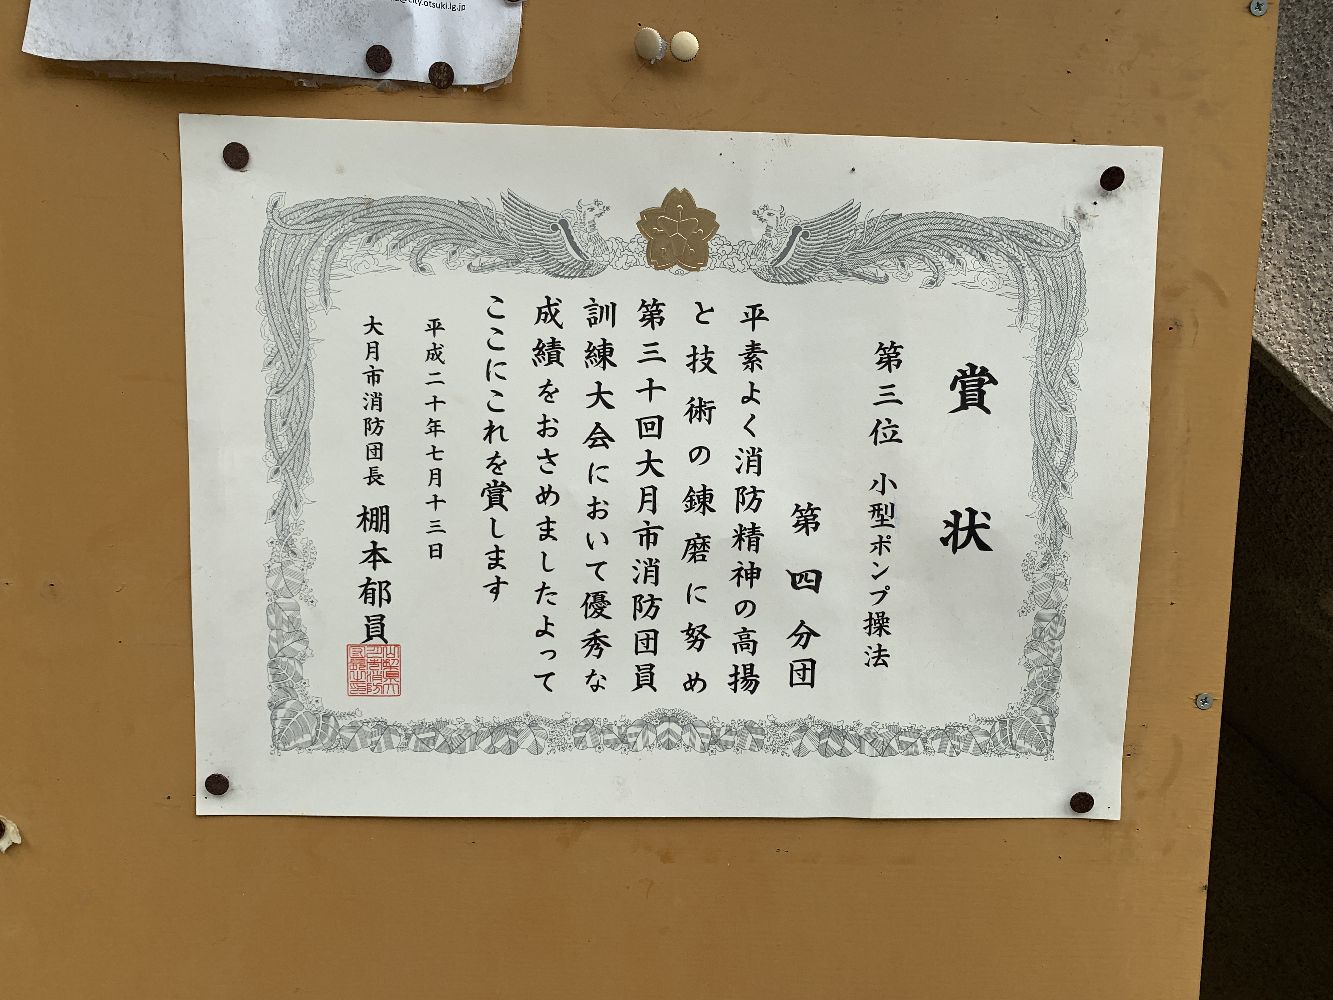 city.otsuki.lg.jp
賞状
第三位 小型ポンプ操法
第四分団
平素よく消防精神の高揚
と技術の錬磨に努め
第三十回大月市消防団員
訓練大会において優秀な
成績をおさめましたよって
ここにこれを賞します
平成二十年七月十三日
大月市消防団長 棚本郁員